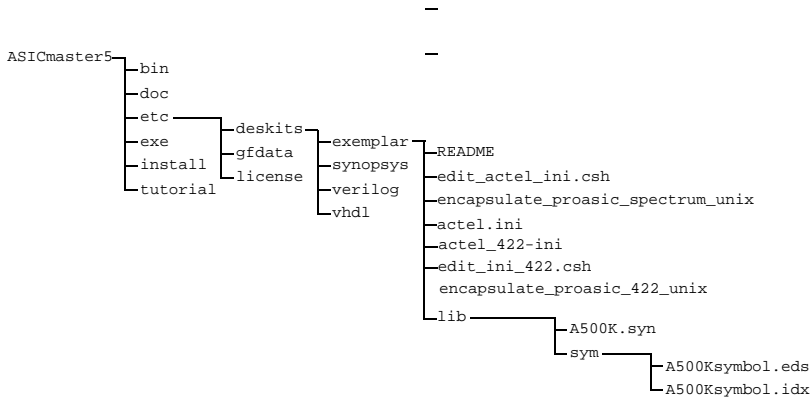 ASICmaster5
bin
doc
etc
exe
install
tutorial
deskits
gfdata
license
exemplar
synopsys
verilog
vhdl
README
edit_actel_ini.csh
encapsulate_proasic_spectrum_unix
actel.ini
actel_422-ini
edit_ini_422.csh
encapsulate_proasic_422_unix
lib
A500K.syn
sym
A500Ksymbol.eds
A500Ksymbol.idx